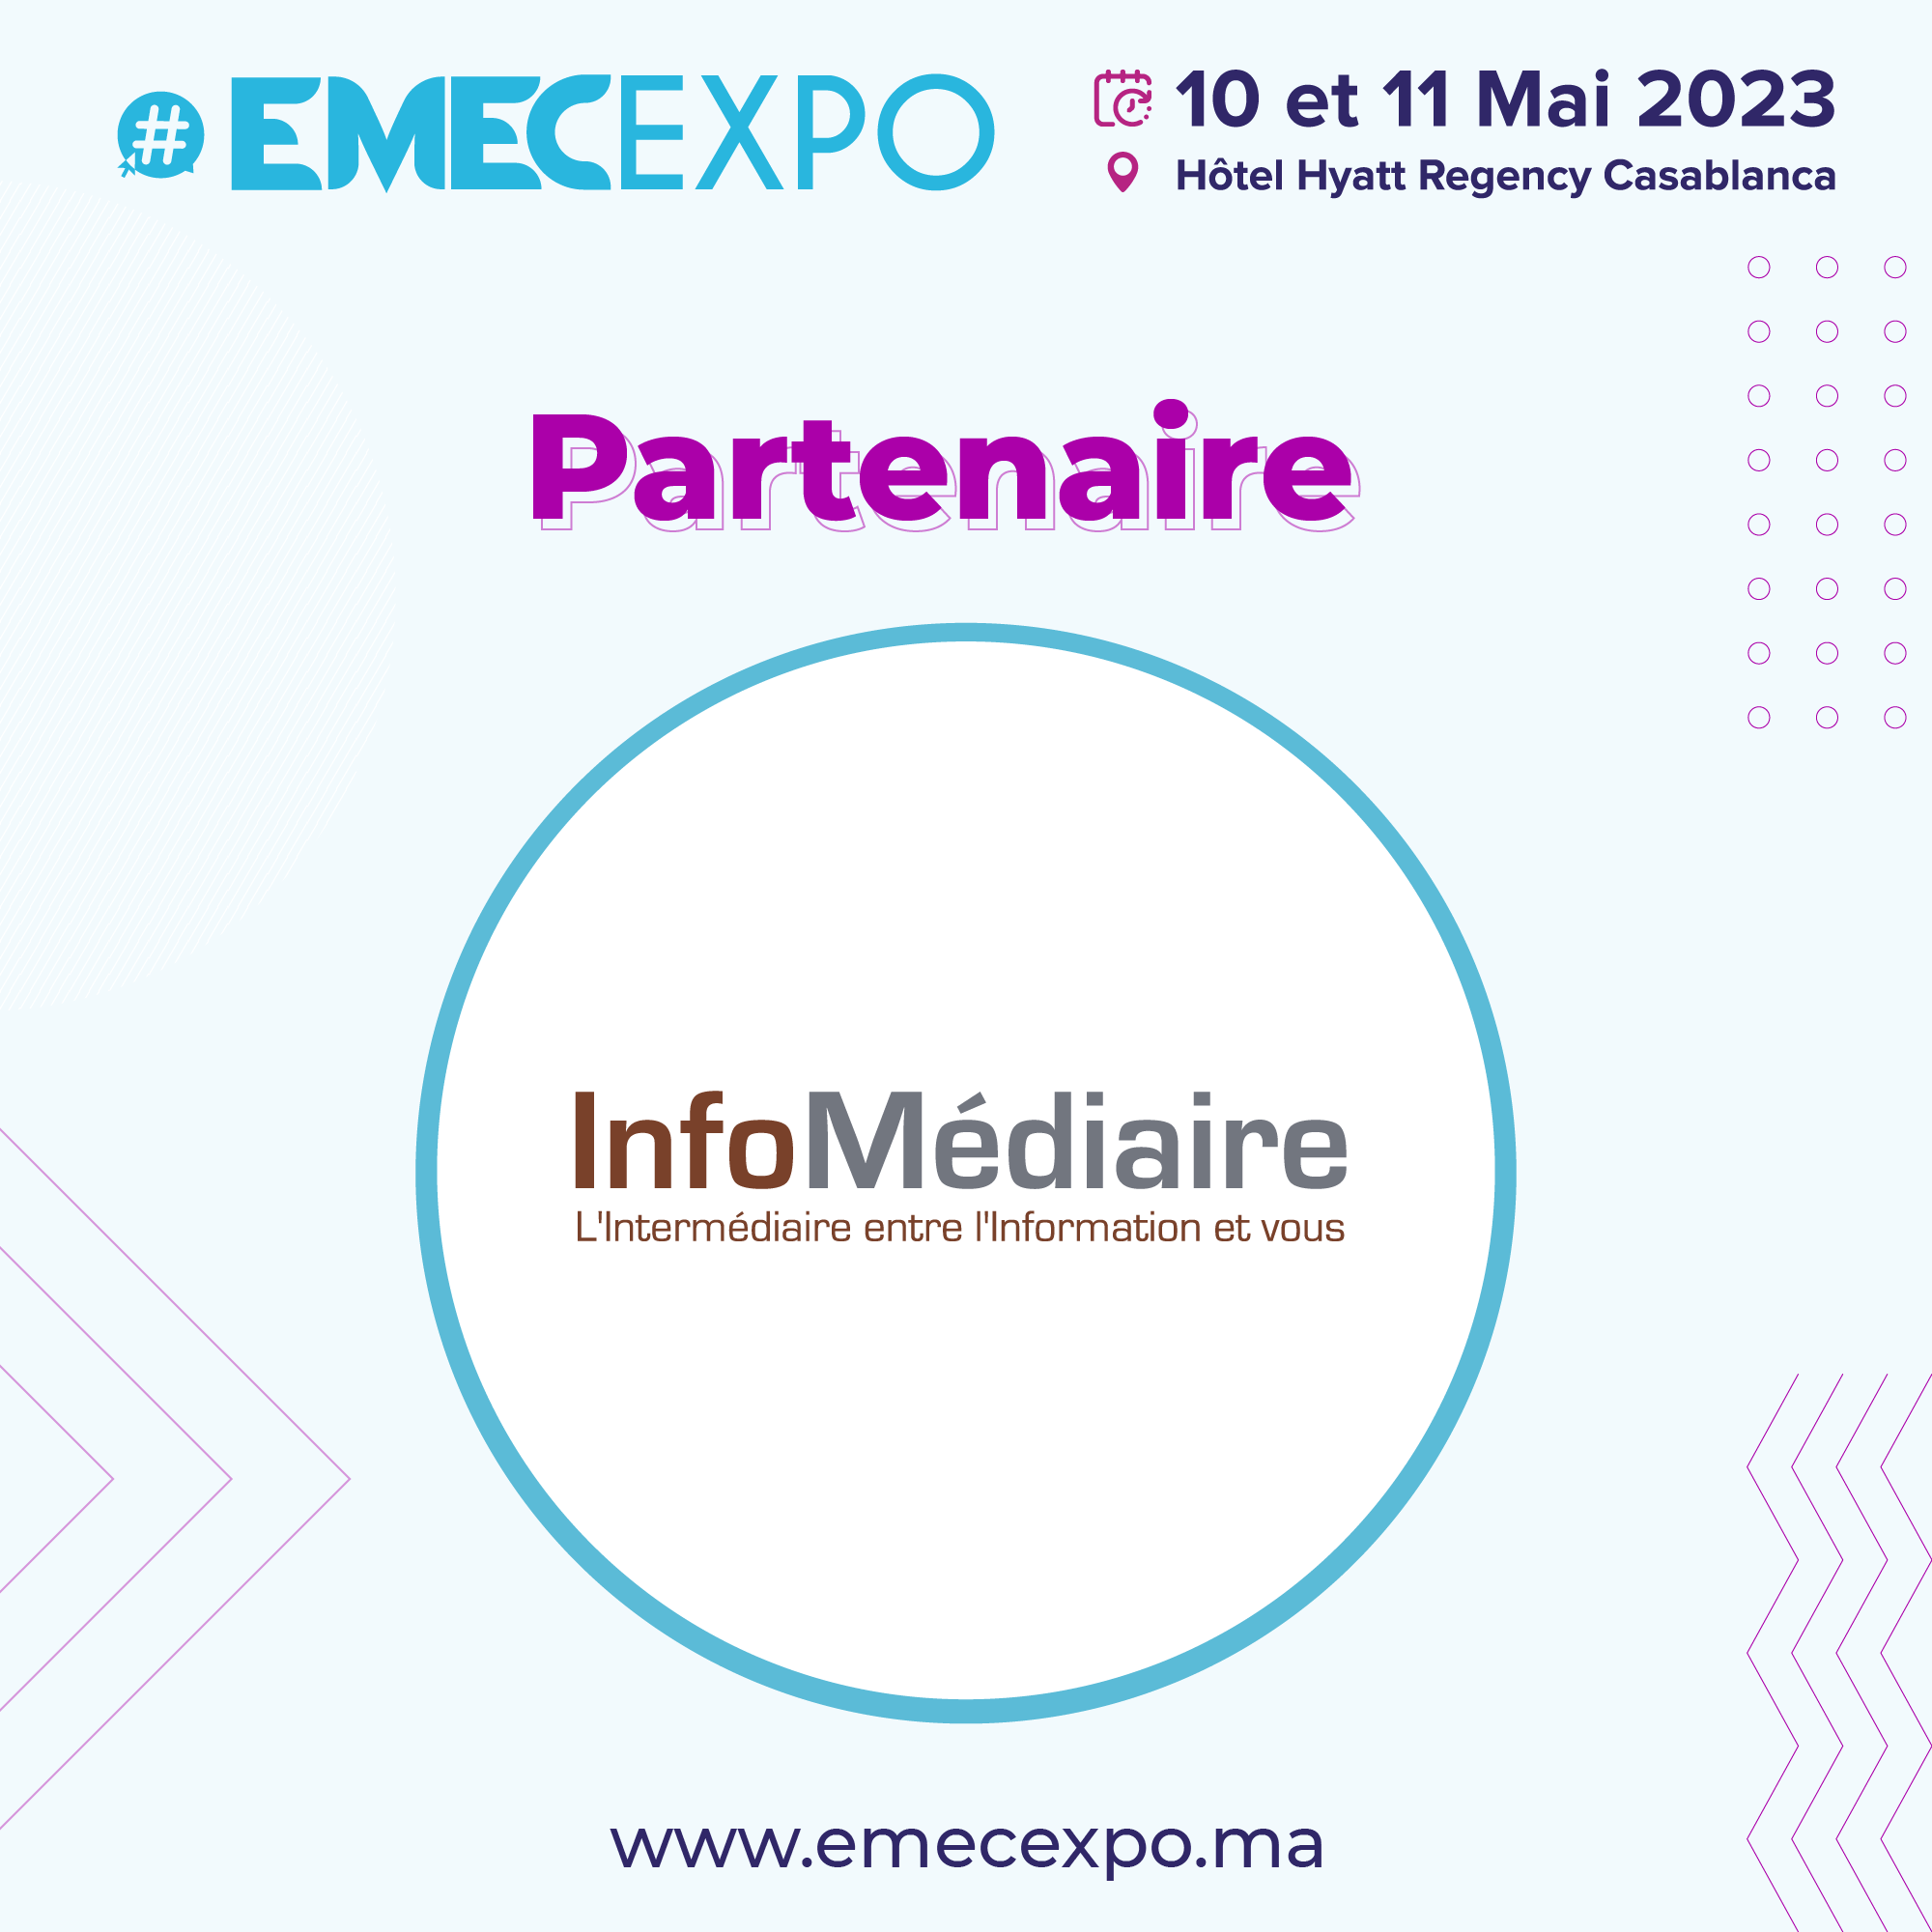 #EMECEXPO
10 et 11 Mai 2023
Hôtel Hyatt Regency Casablanca
Partenaire
InfoMédiaire
L'Intermédiaire entre l'Information et vous
www.emecexpo.ma